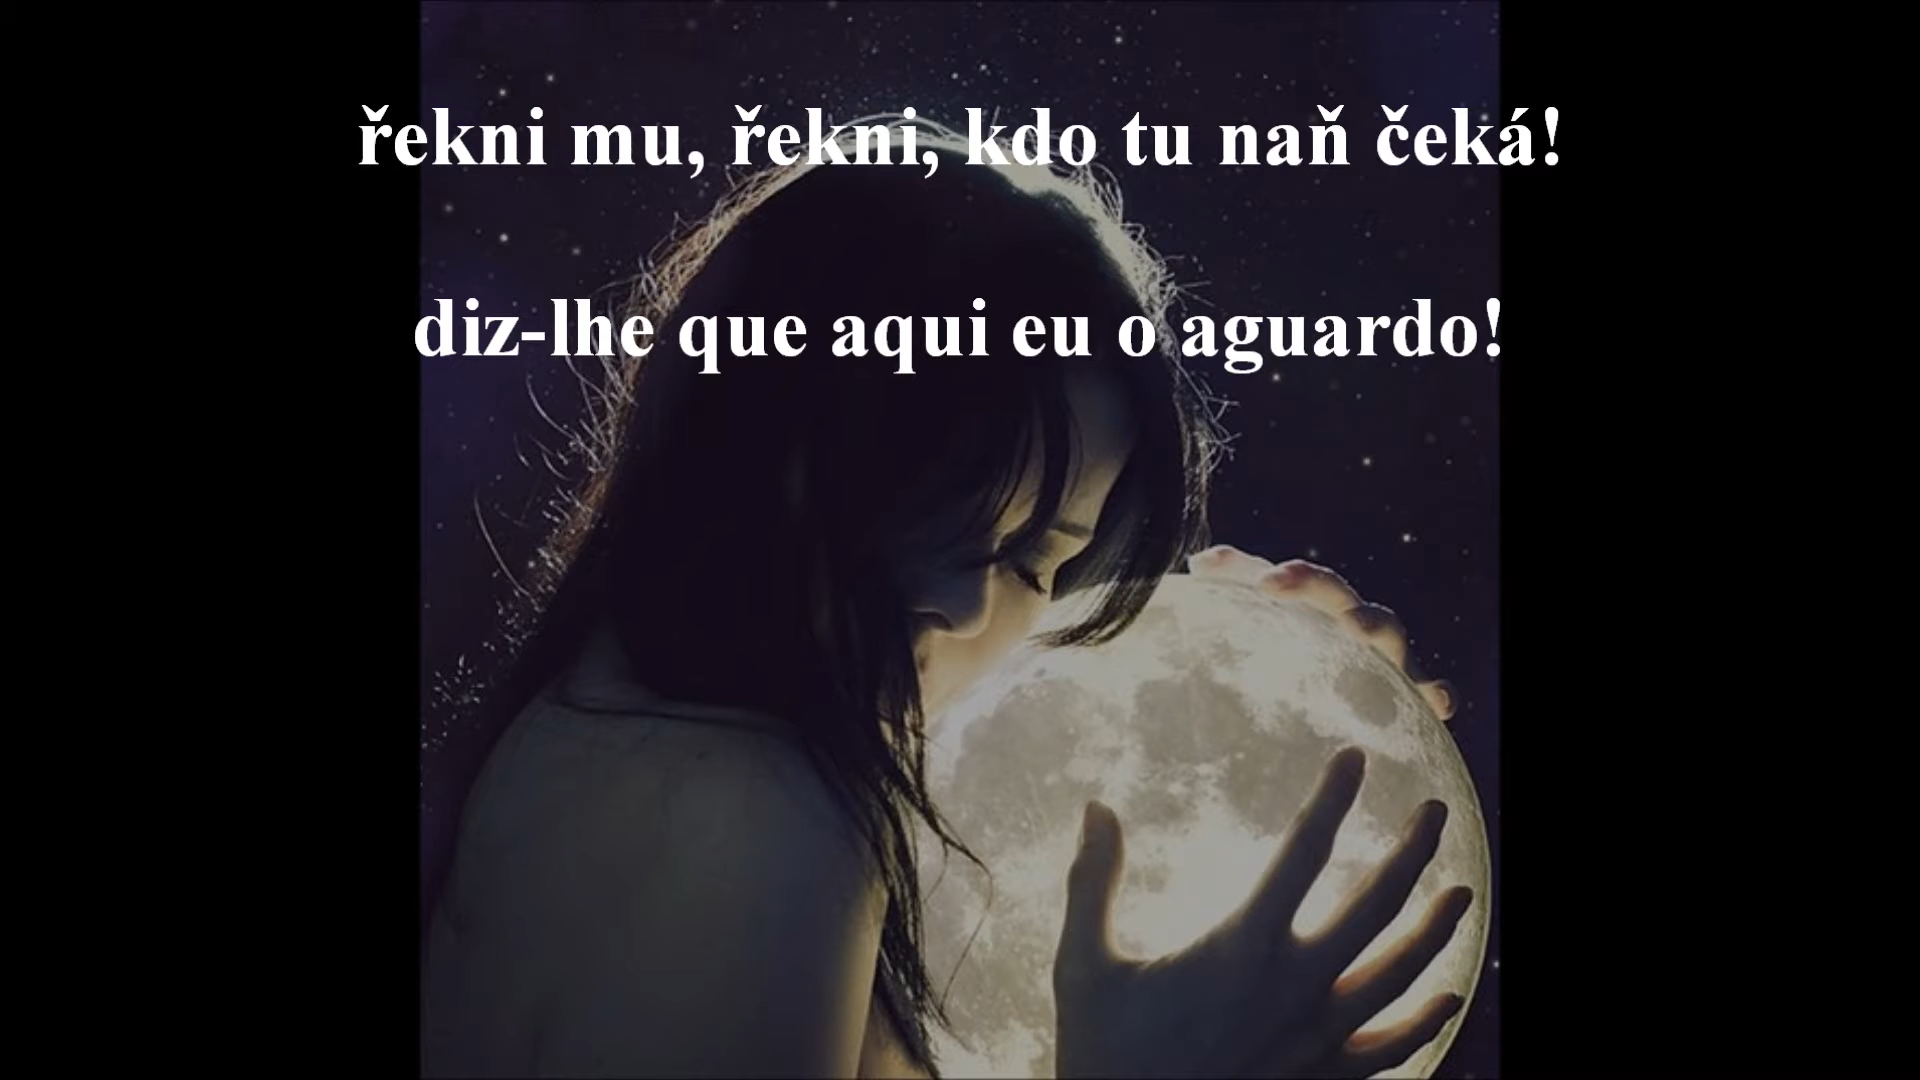 řekni mu, řekni, kdo tu naň čeká!
diz-lhe que aqui eu o aguardo!